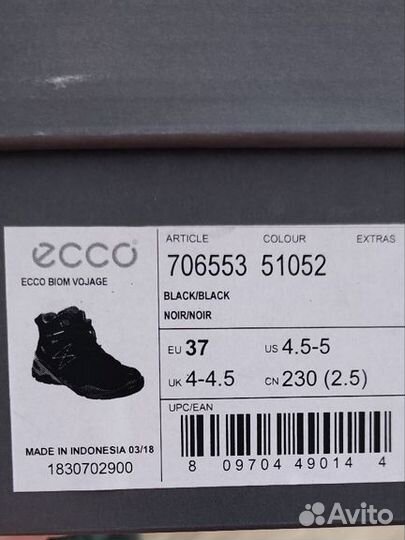 ecco
ECCO BIOM VOJAGE
ARTICLE COLOUR EXTRAS
706553 51052
BLACK/BLACK
NOIR/NOIR
EU 37 US 4.5-5
UK 4-4.5 CN 230 (2.5)
UPC/EAN
8 09704 49014 4
MADE IN INDONESIA 03/18
1830702900
Avito